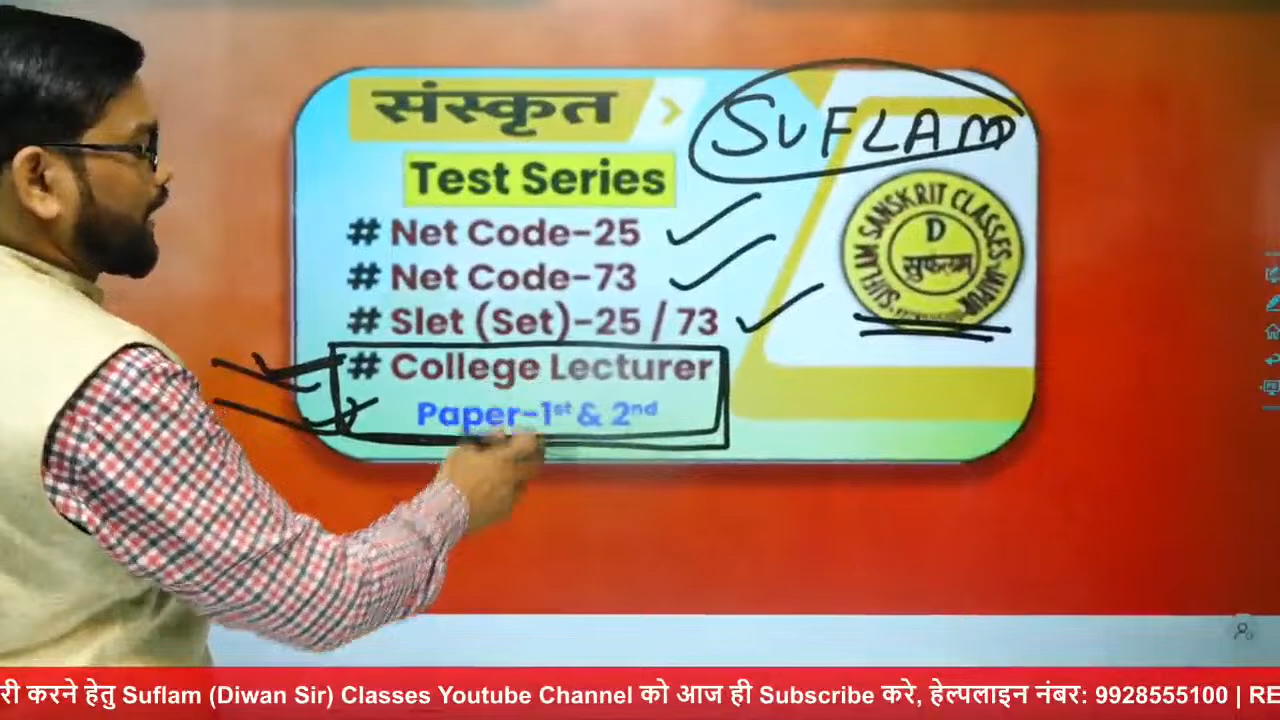 संस्कृत
SUFLAM
Test Series
# Net Code-25
# Net Code-73
# Slet (Set)-25 / 73
# College Lecturer
Paper-1st & 2nd
SUFLAM SANSKRIT CLASSES-JAIPUR
D
सुफलम्
री करने हेतु Suflam (Diwan Sir) Classes Youtube Channel को आज ही Subscribe करे, हेल्पलाइन नंबर: 9928555100 | RE